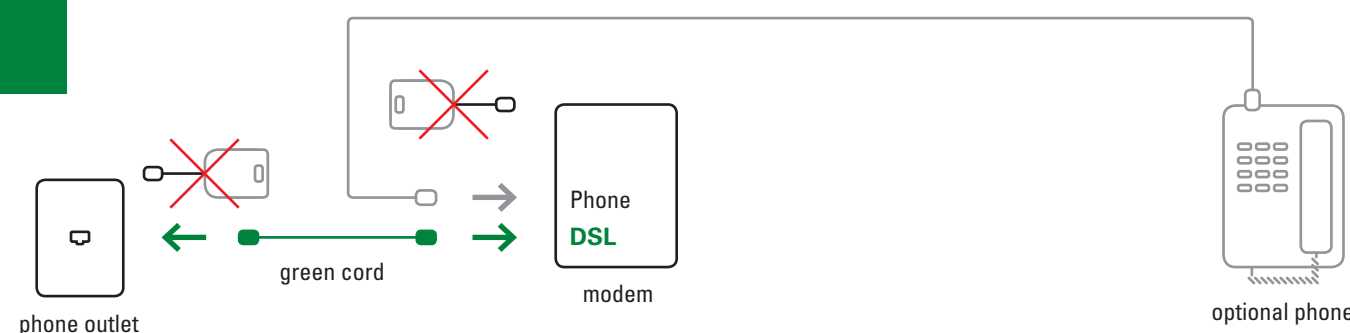 Phone
DSL
green cord
modem
phone outlet
optional phone